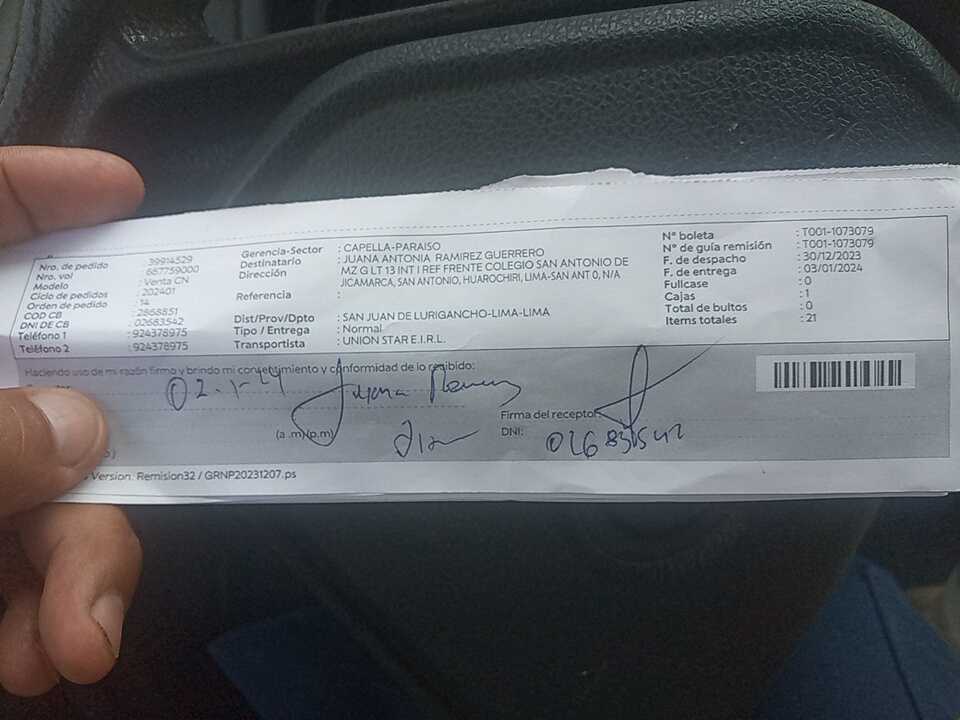 Nro. de pedido : 39914529
Nro. vol : 687759000
Modelo : Venta CN
Ciclo de pedidos : 202401
Orden de pedido : 14
COD CB : 2868851
DNI DE CB : 02683542
Teléfono 1 : 924378975
Teléfono 2 : 924378975
Gerencia-Sector : CAPELLA-PARAISO
Destinatario : JUANA ANTONIA RAMIREZ GUERRERO
Dirección : MZ G LT 13 INT I REF FRENTE COLEGIO SAN ANTONIO DE
JICAMARCA, SAN ANTONIO, HUAROCHIRI, LIMA-SAN ANT 0, N/A
Referencia :
Dist/Prov/Dpto : SAN JUAN DE LURIGANCHO-LIMA-LIMA
Tipo / Entrega : Normal
Transportista : UNION STAR E.I.R.L.
N° boleta : T001-1073079
N° de guía remisión : T001-1073079
F. de despacho : 30/12/2023
F. de entrega : 03/01/2024
Fullcase : 0
Cajas : 1
Total de bultos : 0
Items totales : 21
Haciendo uso de mi razón firmo y brindo mi consentimiento y conformidad de lo recibido:
02-1-24 Juana
(a .m)(p.m)
Firma del receptor:
DNI: 02683542
Version: Remision32 / GRNP20231207.ps